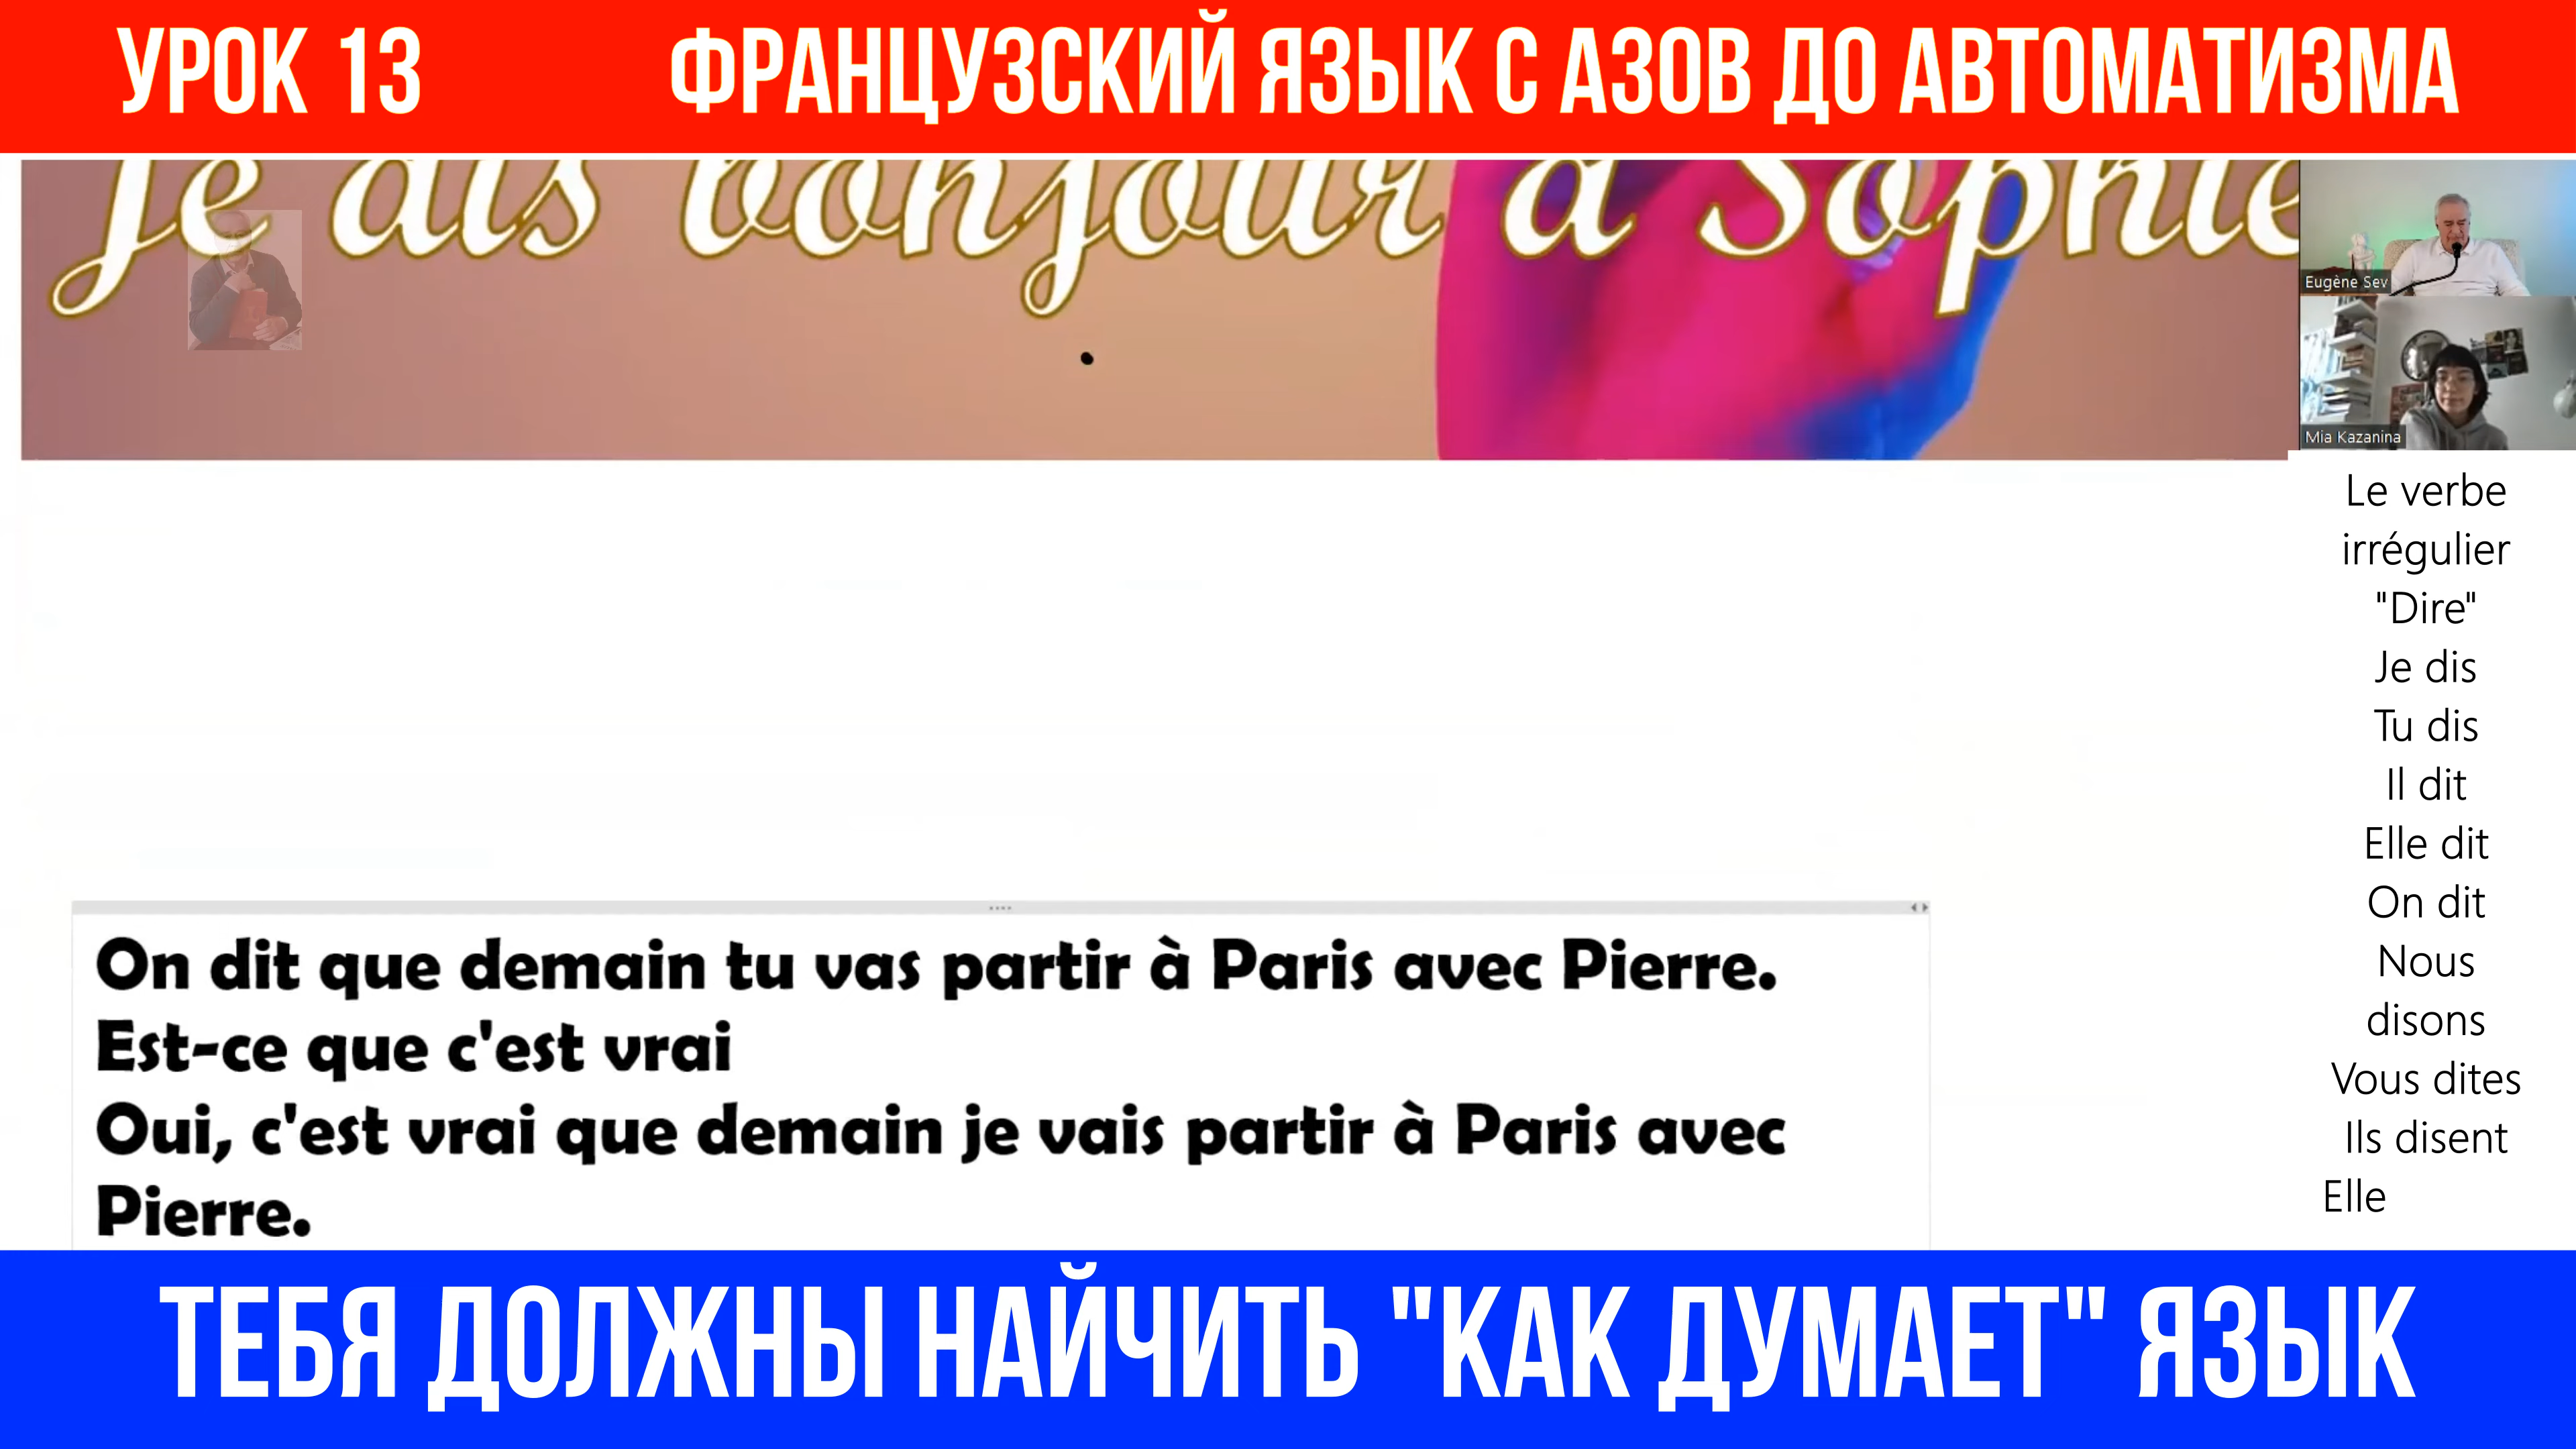 УРОК 13 ФРАНЦУЗСКИЙ ЯЗЫК С АЗОВ ДО АВТОМАТИЗМА
Je dis bonjour à Sophie
Eugène Sev
Mia Kazanina
Le verbe
irrégulier
"Dire"
Je dis
Tu dis
Il dit
Elle dit
On dit
Nous
disons
Vous dites
Ils disent
Elle
On dit que demain tu vas partir à Paris avec Pierre.
Est-ce que c'est vrai
Oui, c'est vrai que demain je vais partir à Paris avec
Pierre.
ТЕБЯ ДОЛЖНЫ НАЙЧИТЬ "КАК ДУМАЕТ" ЯЗЫК